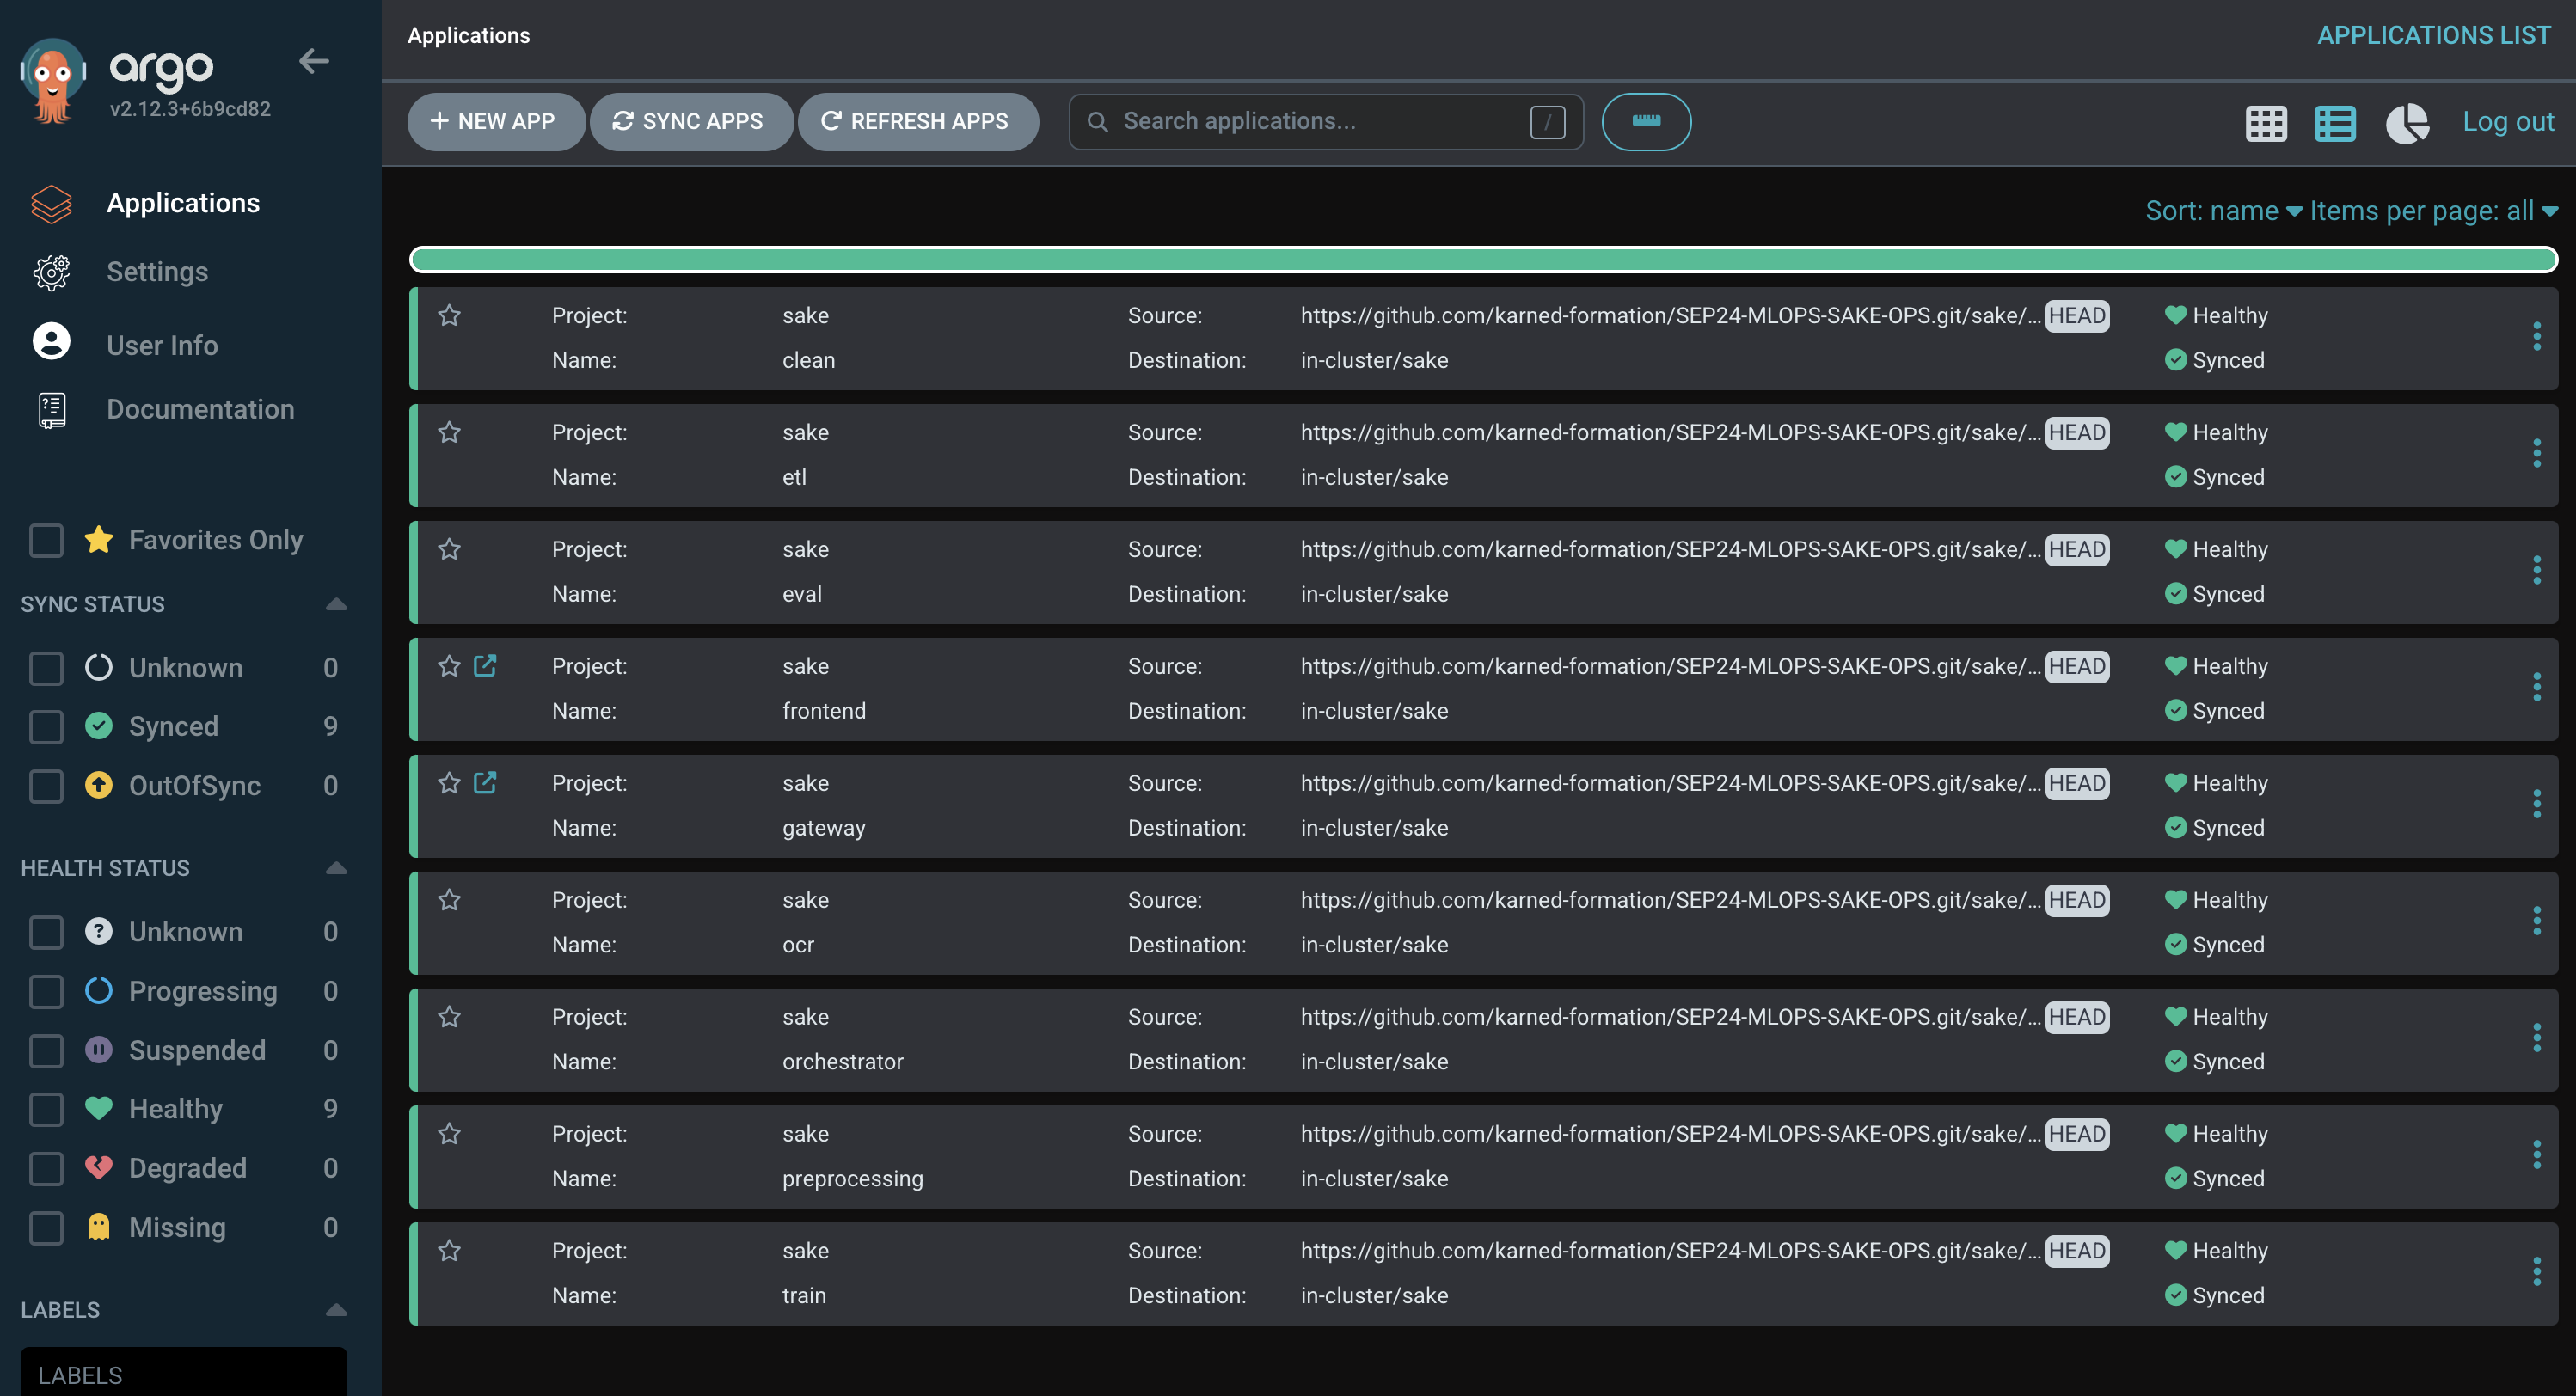 argo
v2.12.3+6b9cd82
Applications
Settings
User Info
Documentation
Favorites Only
SYNC STATUS
Unknown 0
Synced 9
OutOfSync 0
HEALTH STATUS
? Unknown 0
Progressing 0
Suspended 0
Healthy 9
Degraded 0
Missing 0
LABELS
LABELS
Applications APPLICATIONS LIST
+ NEW APP SYNC APPS REFRESH APPS Search applications... / Log out
Sort: name Items per page: all
Project: sake Source: https://github.com/karned-formation/SEP24-MLOPS-SAKE-OPS.git/sake/... HEAD Healthy
Name: clean Destination: in-cluster/sake Synced
Project: sake Source: https://github.com/karned-formation/SEP24-MLOPS-SAKE-OPS.git/sake/... HEAD Healthy
Name: etl Destination: in-cluster/sake Synced
Project: sake Source: https://github.com/karned-formation/SEP24-MLOPS-SAKE-OPS.git/sake/... HEAD Healthy
Name: eval Destination: in-cluster/sake Synced
Project: sake Source: https://github.com/karned-formation/SEP24-MLOPS-SAKE-OPS.git/sake/... HEAD Healthy
Name: frontend Destination: in-cluster/sake Synced
Project: sake Source: https://github.com/karned-formation/SEP24-MLOPS-SAKE-OPS.git/sake/... HEAD Healthy
Name: gateway Destination: in-cluster/sake Synced
Project: sake Source: https://github.com/karned-formation/SEP24-MLOPS-SAKE-OPS.git/sake/... HEAD Healthy
Name: ocr Destination: in-cluster/sake Synced
Project: sake Source: https://github.com/karned-formation/SEP24-MLOPS-SAKE-OPS.git/sake/... HEAD Healthy
Name: orchestrator Destination: in-cluster/sake Synced
Project: sake Source: https://github.com/karned-formation/SEP24-MLOPS-SAKE-OPS.git/sake/... HEAD Healthy
Name: preprocessing Destination: in-cluster/sake Synced
Project: sake Source: https://github.com/karned-formation/SEP24-MLOPS-SAKE-OPS.git/sake/... HEAD Healthy
Name: train Destination: in-cluster/sake Synced